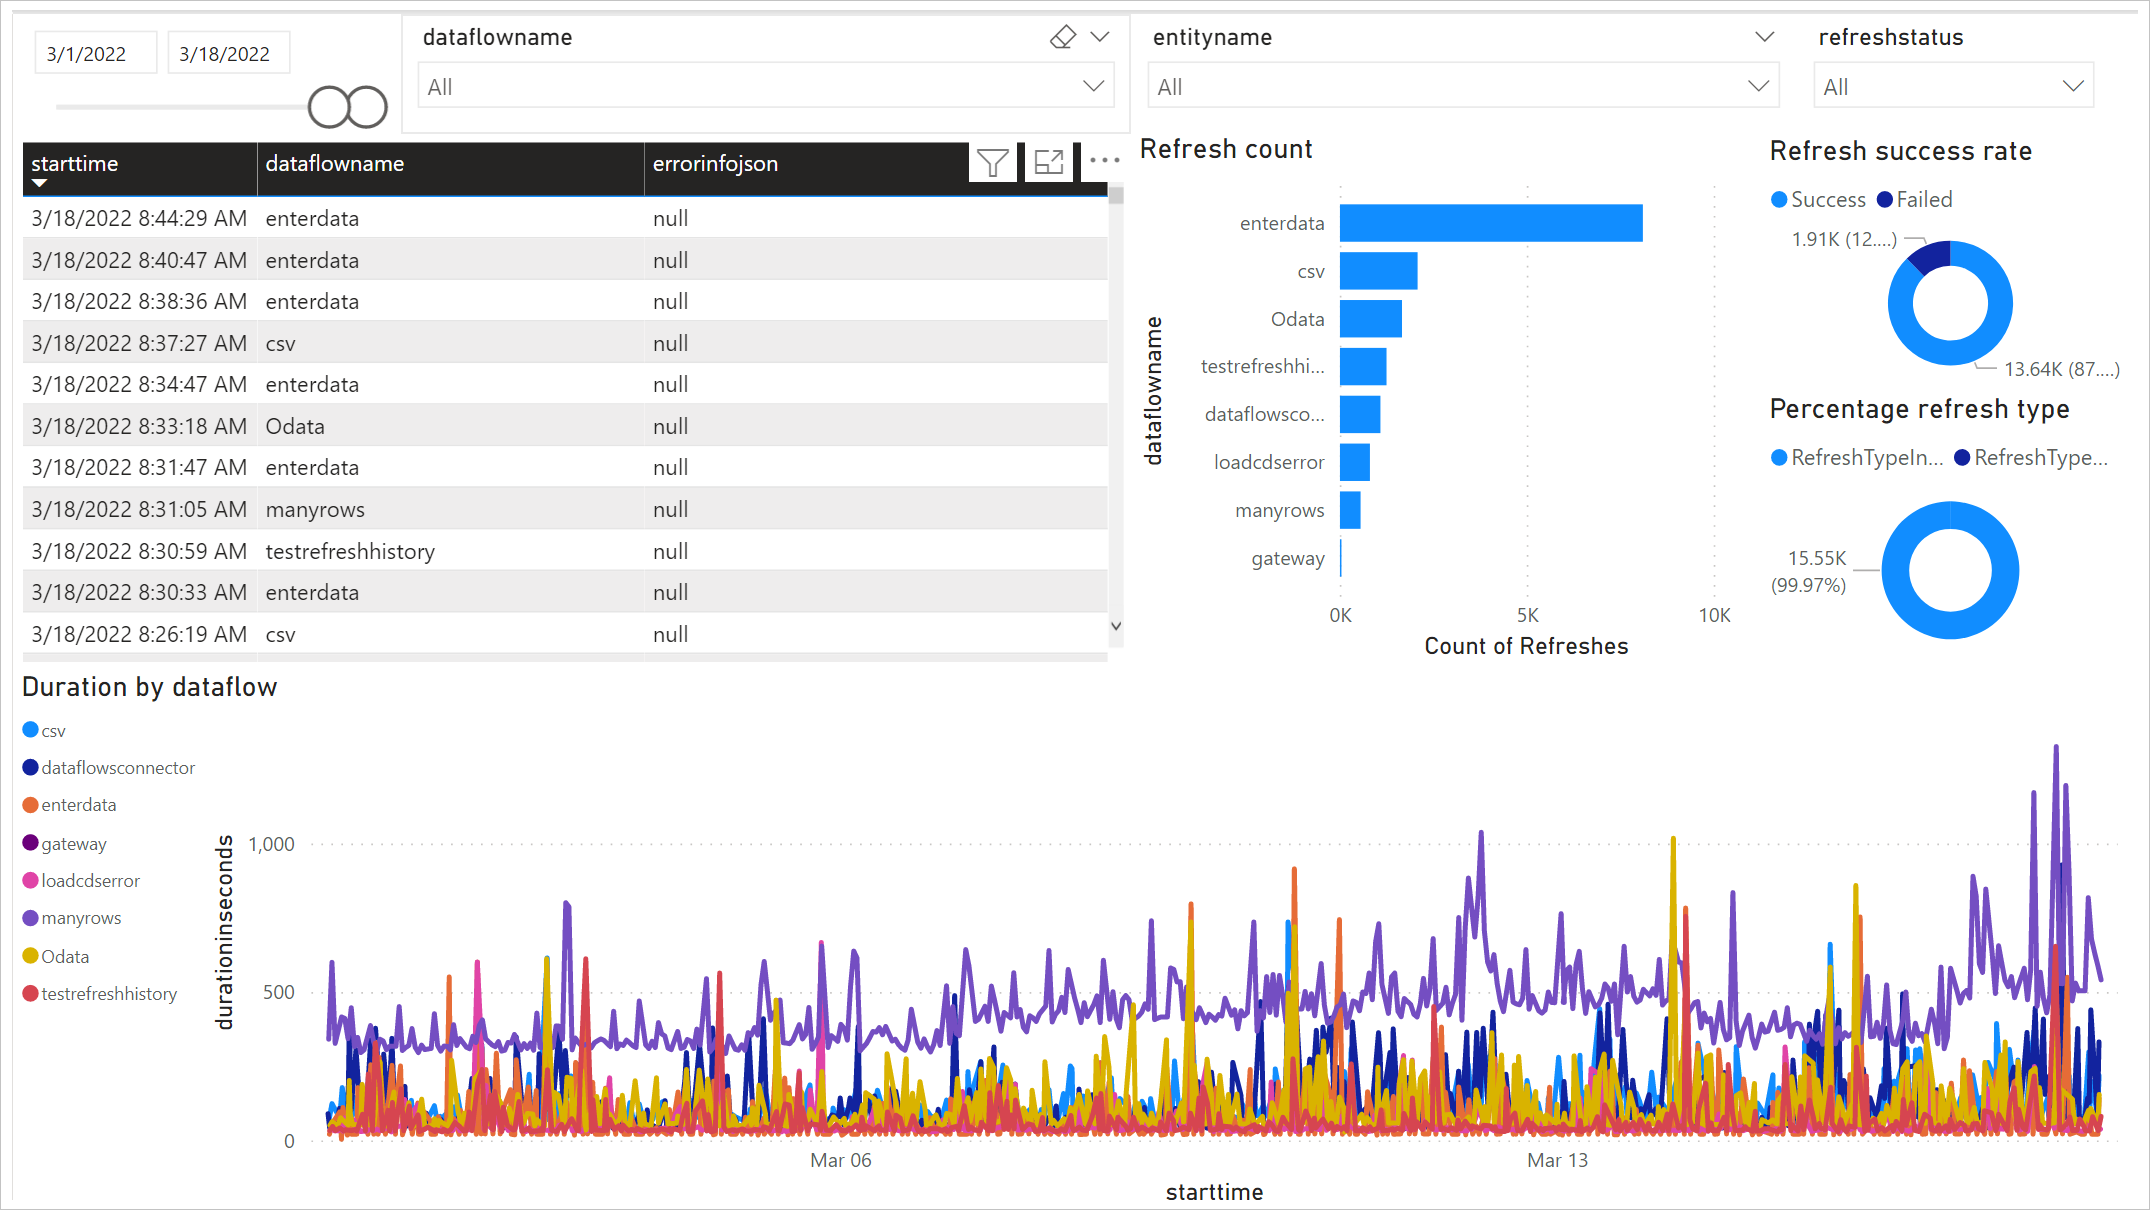 3/1/2022 3/18/2022
dataflowname
All
entityname
All
refreshstatus
All
starttime dataflowname errorinfojson
3/18/2022 8:44:29 AM enterdata null
3/18/2022 8:40:47 AM enterdata null
3/18/2022 8:38:36 AM enterdata null
3/18/2022 8:37:27 AM csv null
3/18/2022 8:34:47 AM enterdata null
3/18/2022 8:33:18 AM Odata null
3/18/2022 8:31:47 AM enterdata null
3/18/2022 8:31:05 AM manyrows null
3/18/2022 8:30:59 AM testrefreshhistory null
3/18/2022 8:30:33 AM enterdata null
3/18/2022 8:26:19 AM csv null
Refresh count
dataflowname
enterdata
csv
Odata
testrefreshhi...
dataflowsco...
loadcdserror
manyrows
gateway
0K 5K 10K
Count of Refreshes
Refresh success rate
Success Failed
1.91K (12....)
13.64K (87....)
Percentage refresh type
RefreshTypeIn... RefreshType...
15.55K
(99.97%)
Duration by dataflow
csv
dataflowsconnector
enterdata
gateway
loadcdserror
manyrows
Odata
testrefreshhistory
durationinseconds
1,000
500
0
Mar 06 Mar 13
starttime